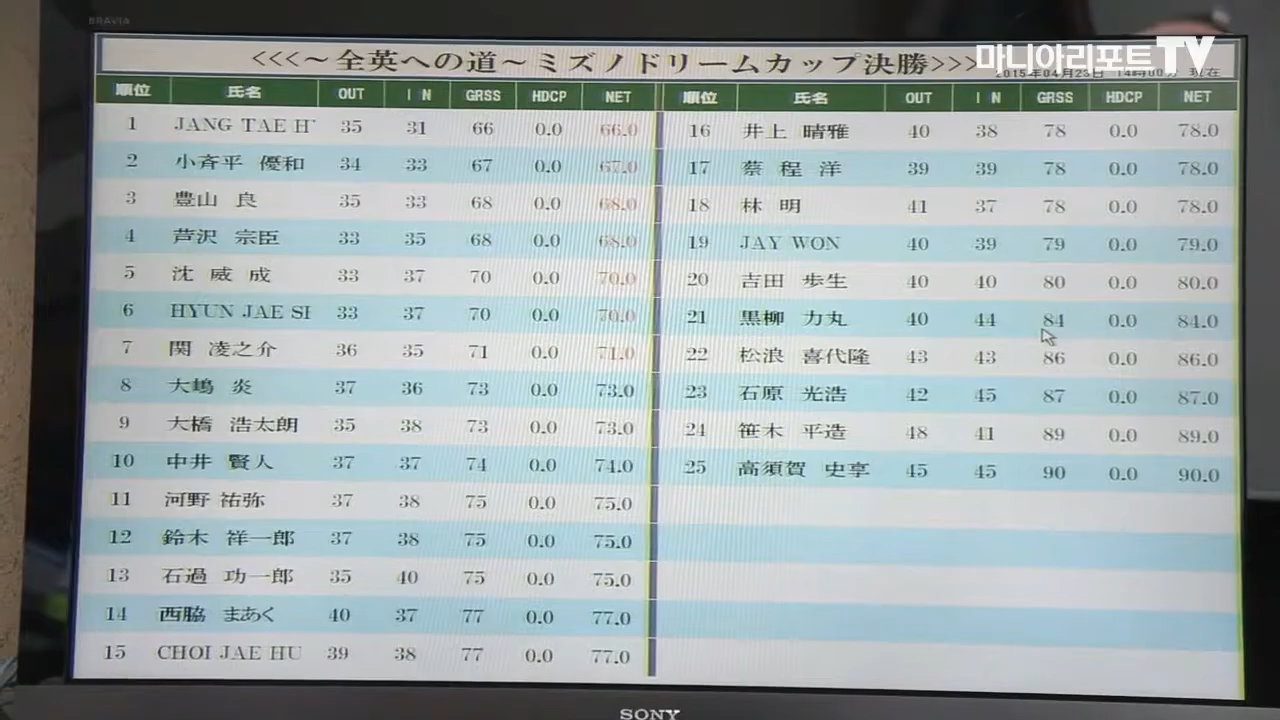 BRAVIA
<<<～全英への道～ミズノドリームカップ決勝>>>
마니아리포트TV
2015年04月23日 14時00分 現在
順位 氏名 OUT IN GRSS HDCP NET
1 JANG TAE H 35 31 66 0.0 66.0
2 小斉平 優和 34 33 67 0.0 67.0
3 豊山 良 35 33 68 0.0 68.0
4 芦沢 宗臣 33 35 68 0.0 68.0
5 沈 威 成 33 37 70 0.0 70.0
6 HYUN JAE SH 33 37 70 0.0 70.0
7 関 凌之介 36 35 71 0.0 71.0
8 大嶋 炎 37 36 73 0.0 73.0
9 大橋 浩太朗 35 38 73 0.0 73.0
10 中井 賢人 37 37 74 0.0 74.0
11 河野 祐弥 37 38 75 0.0 75.0
12 鈴木 祥一郎 37 38 75 0.0 75.0
13 石過 功一郎 35 40 75 0.0 75.0
14 西脇 まあく 40 37 77 0.0 77.0
15 CHOI JAE HU 39 38 77 0.0 77.0
順位 氏名 OUT IN GRSS HDCP NET
16 井上 晴雅 40 38 78 0.0 78.0
17 蔡 程 洋 39 39 78 0.0 78.0
18 林 明 41 37 78 0.0 78.0
19 JAY WON 40 39 79 0.0 79.0
20 吉田 歩生 40 40 80 0.0 80.0
21 黒柳 力丸 40 44 84 0.0 84.0
22 松浪 喜代隆 43 43 86 0.0 86.0
23 石原 光浩 42 45 87 0.0 87.0
24 笹木 平造 48 41 89 0.0 89.0
25 高須賀 史享 45 45 90 0.0 90.0
SONY